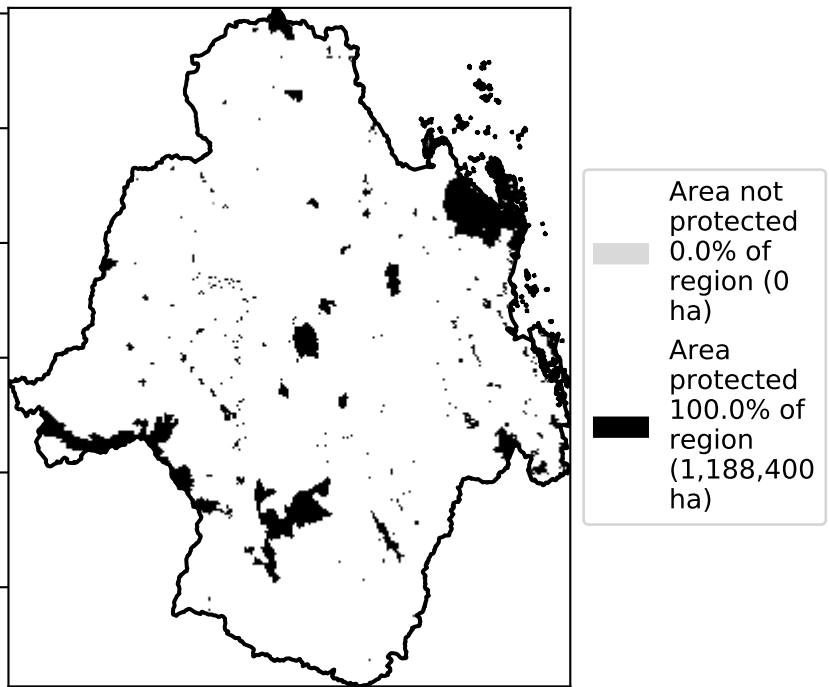 Area not
protected
0.0% of
region (0
ha)
Area
protected
100.0% of
region
(1,188,400
ha)